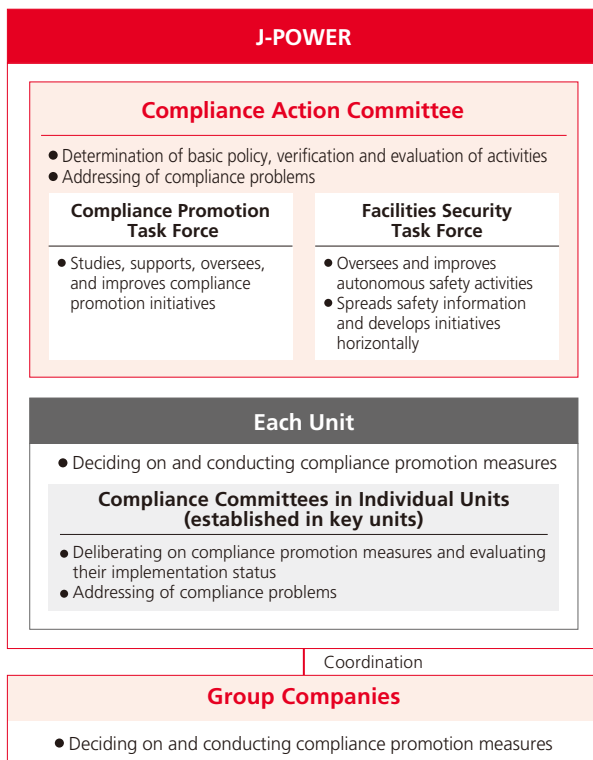 J-POWER
Compliance Action Committee
● Determination of basic policy, verification and evaluation of activities
● Addressing of compliance problems
Compliance Promotion
Task Force
● Studies, supports, oversees,
and improves compliance
promotion initiatives
Facilities Security
Task Force
● Oversees and improves
autonomous safety activities
● Spreads safety information
and develops initiatives
horizontally
Each Unit
● Deciding on and conducting compliance promotion measures
Compliance Committees in Individual Units
(established in key units)
● Deliberating on compliance promotion measures and evaluating
their implementation status
● Addressing of compliance problems
Coordination
Group Companies
● Deciding on and conducting compliance promotion measures